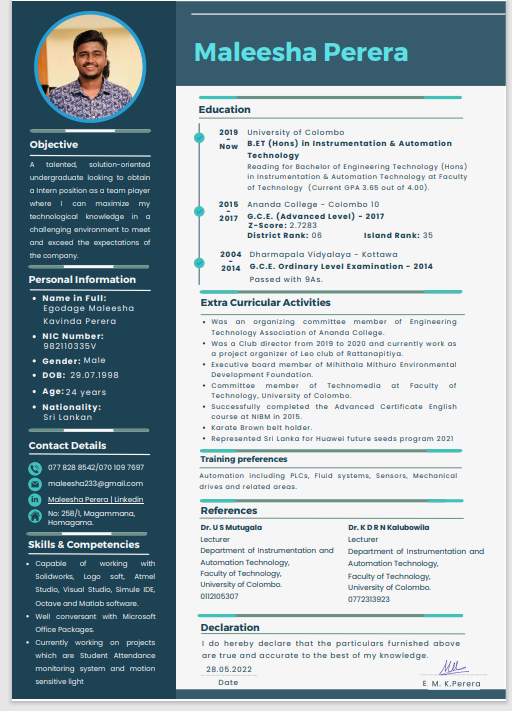 Maleesha Perera
Objective
A talented, solution-oriented
undergraduate looking to obtain
a Intern position as a team player
where I can maximize my
technological knowledge in a
challenging environment to meet
and exceed the expectations of
the company.
Personal Information
• Name in Full:
Egodage Maleesha
Kavinda Perera
• NIC Number:
982110335V
• Gender: Male
• DOB: 29.07.1998
• Age: 24 years
• Nationality:
Sri Lankan
Contact Details
077 828 8542/070 109 7697
maleesha233@gmail.com
Maleesha Perera | Linkedin
No: 258/1, Magammana,
Homagama.
Skills & Competencies
• Capable of working with
Solidworks, Logo soft, Atmel
Studio, Visual Studio, Simule IDE,
Octave and Matlab software.
• Well conversant with Microsoft
Office Packages.
• Currently working on projects
which are Student Attendance
monitoring system and motion
sensitive light
Education
2019 – Now
University of Colombo
B.ET (Hons) in Instrumentation & Automation
Technology
Reading for Bachelor of Engineering Technology (Hons)
in Instrumentation & Automation Technology at Faculty
of Technology (Current GPA 3.65 out of 4.00).
2015 – 2017
Ananda College - Colombo 10
G.C.E. (Advanced Level) - 2017
Z-Score: 2.7283
District Rank: 06 Island Rank: 35
2004 – 2014
Dharmapala Vidyalaya - Kottawa
G.C.E. Ordinary Level Examination - 2014
Passed with 9As.
Extra Curricular Activities
• Was an organizing committee member of Engineering
Technology Association of Ananda College.
• Was a Club director from 2019 to 2020 and currently work as
a project organizer of Leo club of Rattanapitiya.
• Executive board member of Mihithala Mithuro Environmental
Development Foundation.
• Committee member of Technomedia at Faculty of
Technology, University of Colombo.
• Successfully completed the Advanced Certificate English
course at NIBM in 2015.
• Karate Brown belt holder.
• Represented Sri Lanka for Huawei future seeds program 2021
Training preferences
Automation including PLCs, Fluid systems, Sensors, Mechanical
drives and related areas.
References
Dr. U S Mutugala
Lecturer
Department of Instrumentation and
Automation Technology,
Faculty of Technology,
University of Colombo.
0112105307
Dr. K D R N Kalubowila
Lecturer
Department of Instrumentation and
Automation Technology,
Faculty of Technology,
University of Colombo.
0772313923
Declaration
I do hereby declare that the particulars furnished above
are true and accurate to the best of my knowledge.
28.05.2022
Date
E. M. K.Perera